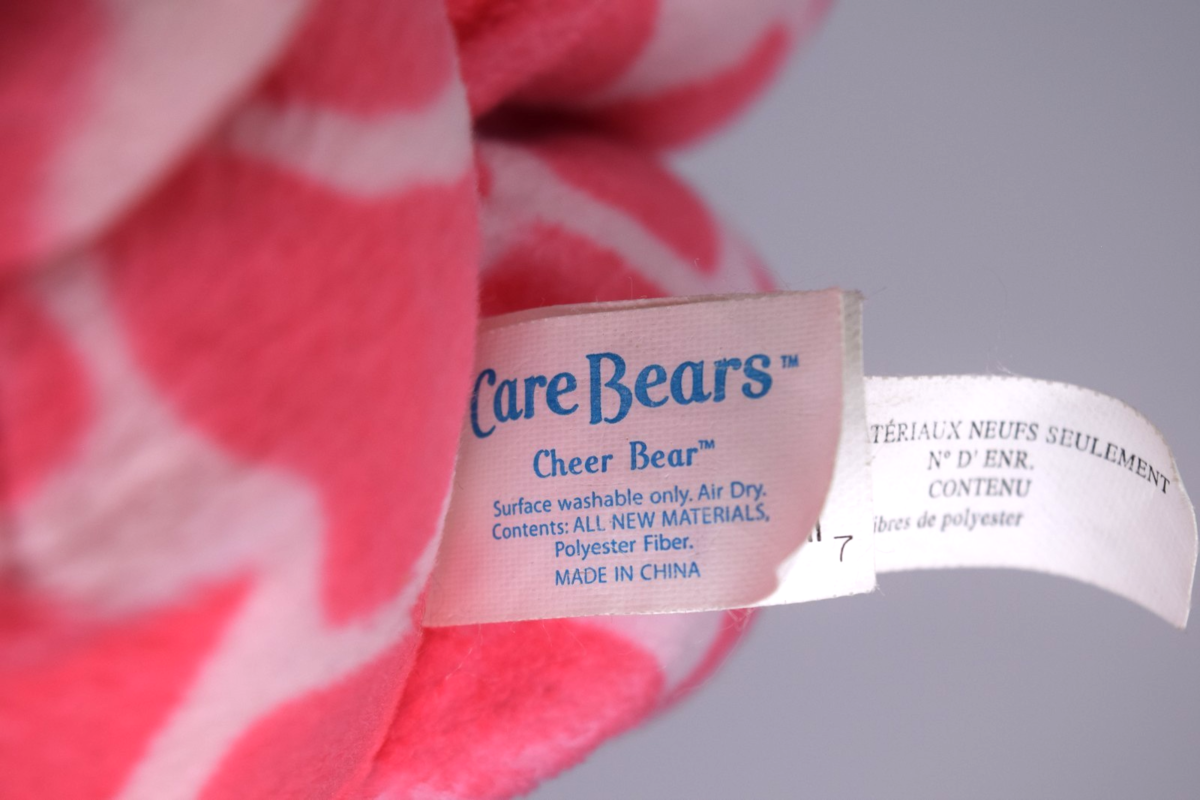 Care Bears™
Cheer Bear™
Surface washable only. Air Dry.
Contents: ALL NEW MATERIALS,
Polyester Fiber.
MADE IN CHINA
7
TÉRIAUX NEUFS SEULEMENT
Nº D' ENR.
CONTENU
ibres de polyester